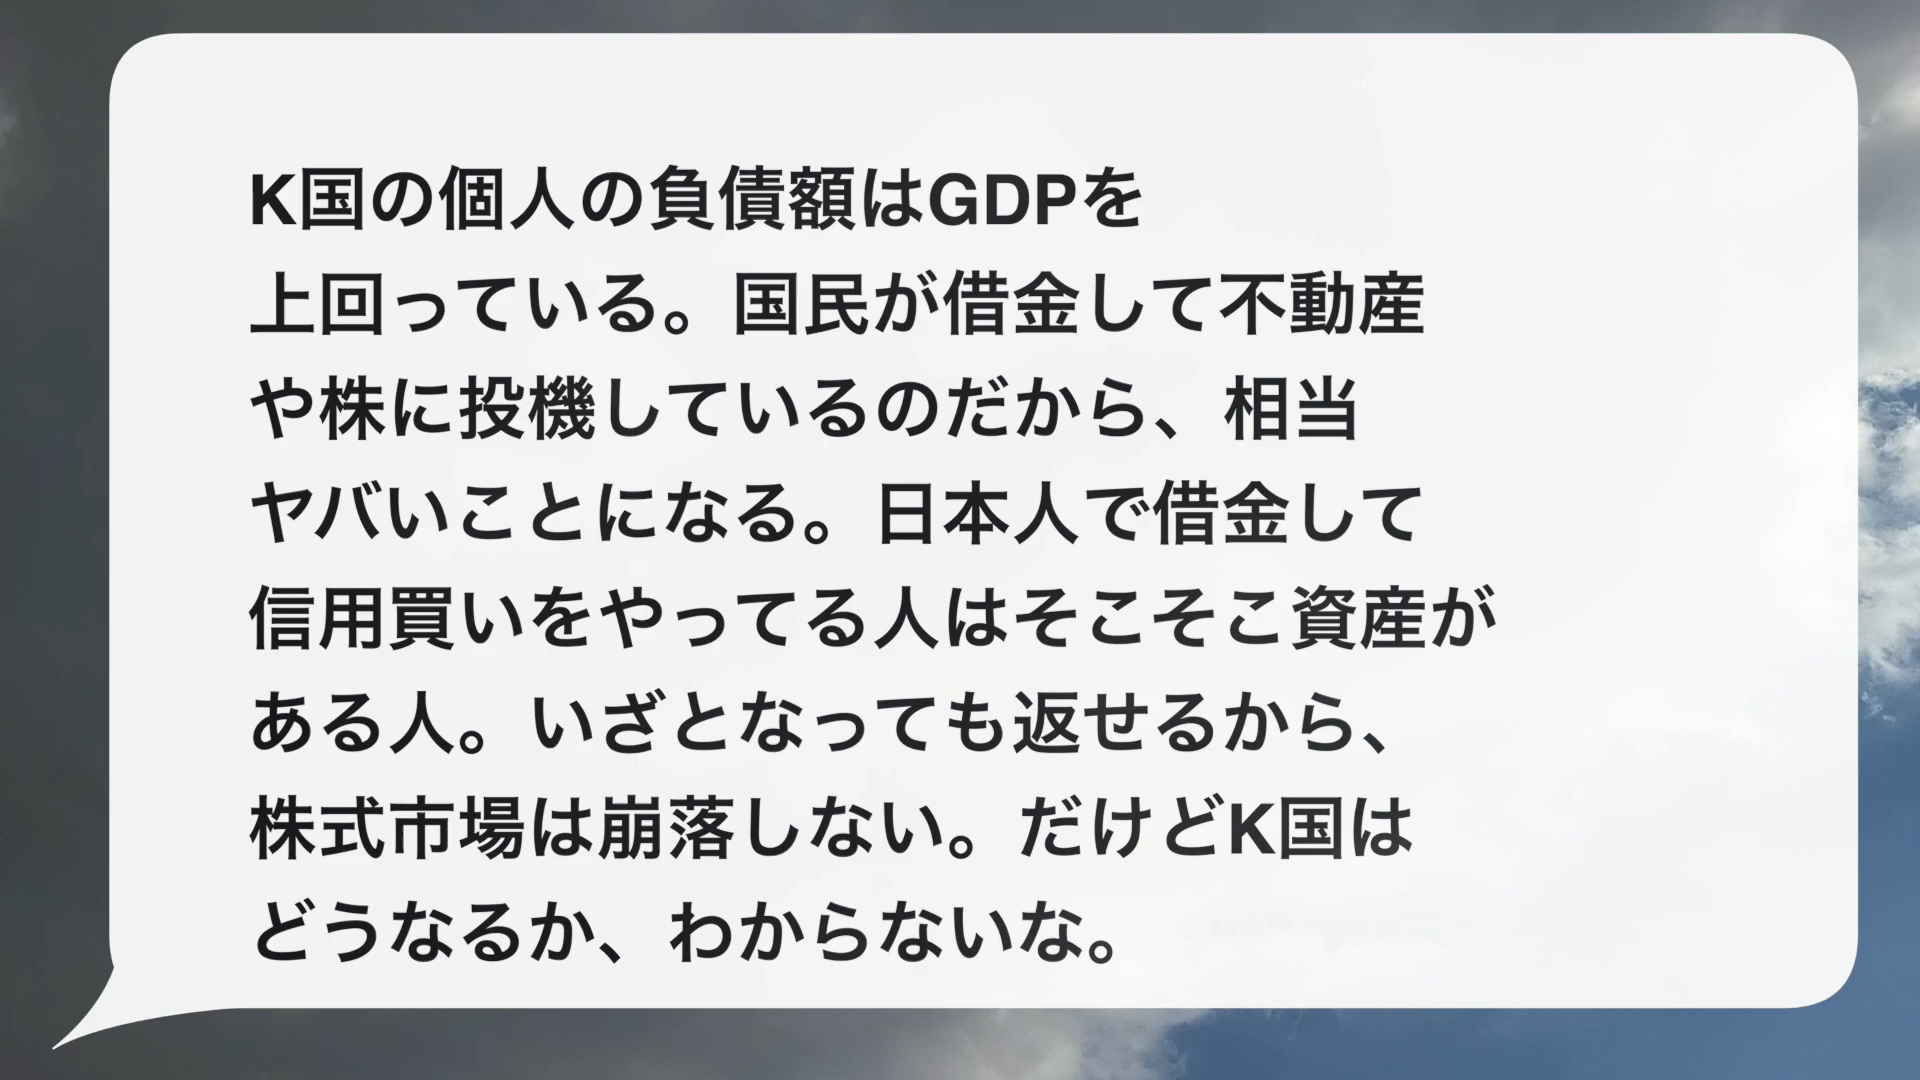 K国の個人の負債額はGDPを
上回っている。国民が借金して不動産
や株に投機しているのだから、相当
ヤバいことになる。日本人で借金して
信用買いをやってる人はそこそこ資産が
ある人。いざとなっても返せるから、
株式市場は崩落しない。だけどK国は
どうなるか、わからないな。